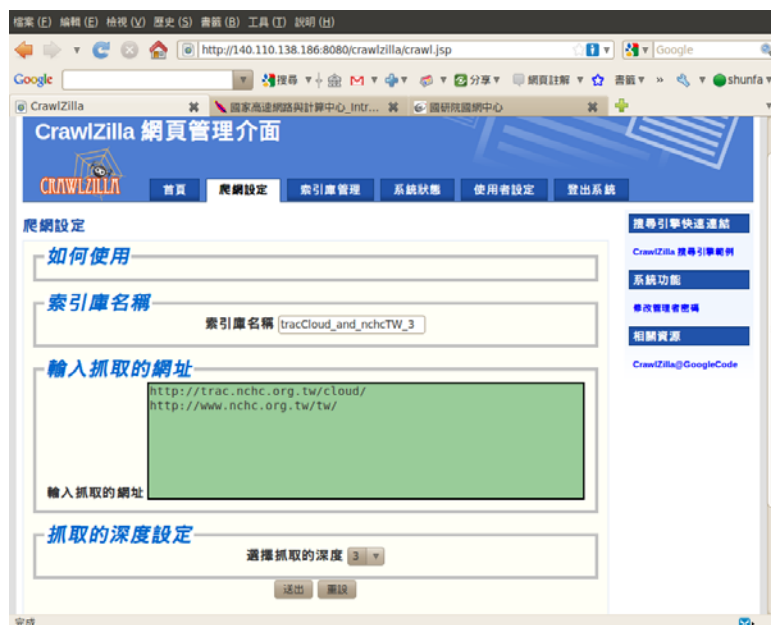 檔案(F) 編輯(E) 檢視(V) 歷史(S) 書籤(B) 工具(T) 說明(H)
http://140.110.138.186:8080/crawlzilla/crawl.jsp
Google
Google 搜尋 分享 網頁註解 書籤 » shunfa
CrawlZilla 國家高速網路與計算中心_Intr... 國研院國網中心
CrawlZilla 網頁管理介面
CRAWLZILLA
首頁 爬網設定 索引庫管理 系統狀態 使用者設定 登出系統
爬網設定
如何使用
索引庫名稱
索引庫名稱 tracCloud_and_nchcTW_3
輸入抓取的網址
http://trac.nchc.org.tw/cloud/
http://www.nchc.org.tw/tw/
輸入抓取的網址
抓取的深度設定
選擇抓取的深度 3
送出 重設
搜尋引擎快速連結
CrawlZilla 搜尋引擎範例
系統功能
修改管理者密碼
相關資源
CrawlZilla@GoogleCode
完成